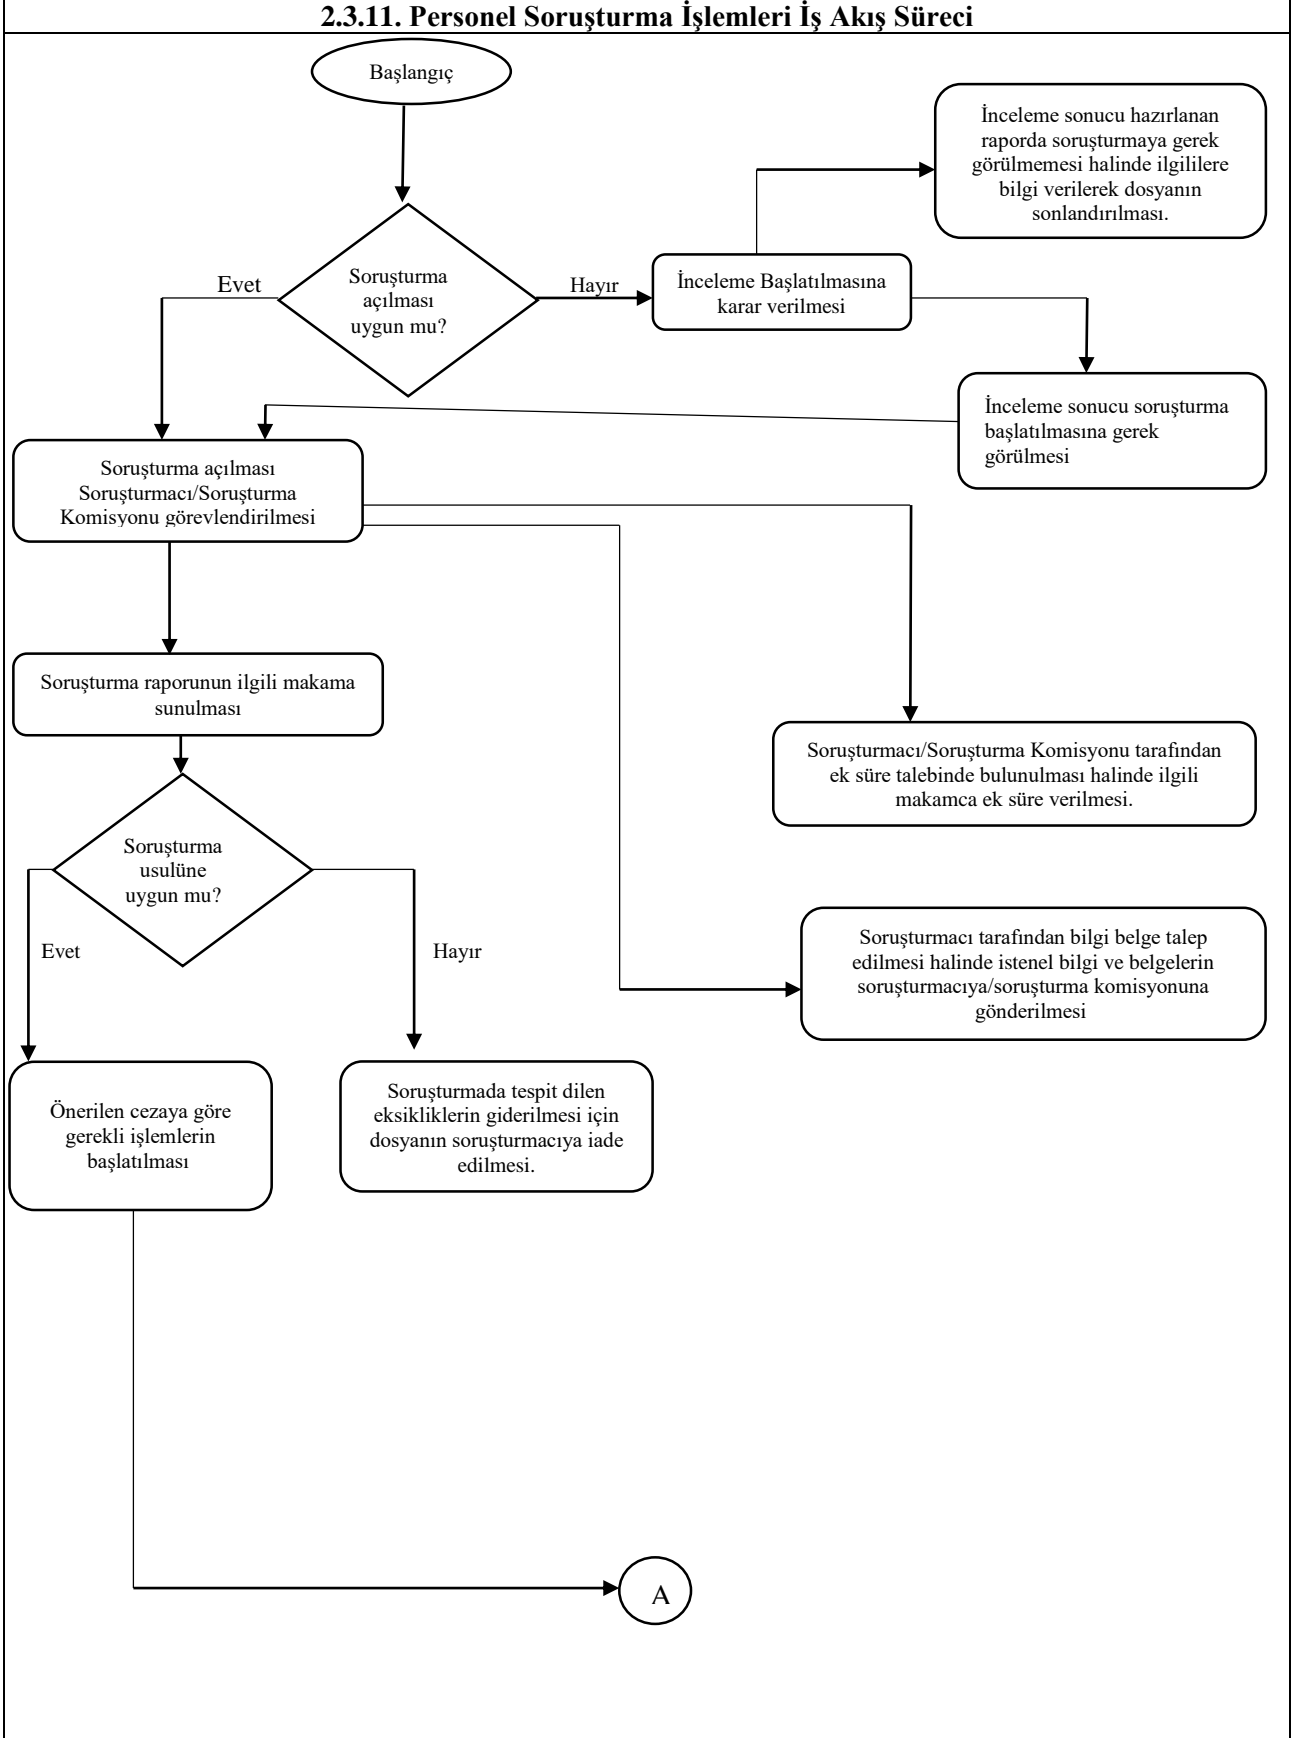 2.3.11. Personel Soruşturma İşlemleri İş Akış Süreci
Başlangıç
İnceleme sonucu hazırlanan
raporda soruşturmaya gerek
görülmemesi halinde ilgililere
bilgi verilerek dosyanın
sonlandırılması.
Evet
Soruşturma
açılması
uygun mu?
Hayır
İnceleme Başlatılmasına
karar verilmesi
İnceleme sonucu soruşturma
başlatılmasına gerek
görülmesi
Soruşturma açılması
Soruşturmacı/Soruşturma
Komisyonu görevlendirilmesi
Soruşturma raporunun ilgili makama
sunulması
Soruşturmacı/Soruşturma Komisyonu tarafından
ek süre talebinde bulunulması halinde ilgili
makamca ek süre verilmesi.
Soruşturma
usulüne
uygun mu?
Evet
Hayır
Soruşturmacı tarafından bilgi belge talep
edilmesi halinde istenel bilgi ve belgelerin
soruşturmacıya/soruşturma komisyonuna
gönderilmesi
Önerilen cezaya göre
gerekli işlemlerin
başlatılması
Soruşturmada tespit dilen
eksikliklerin giderilmesi için
dosyanın soruşturmacıya iade
edilmesi.
A